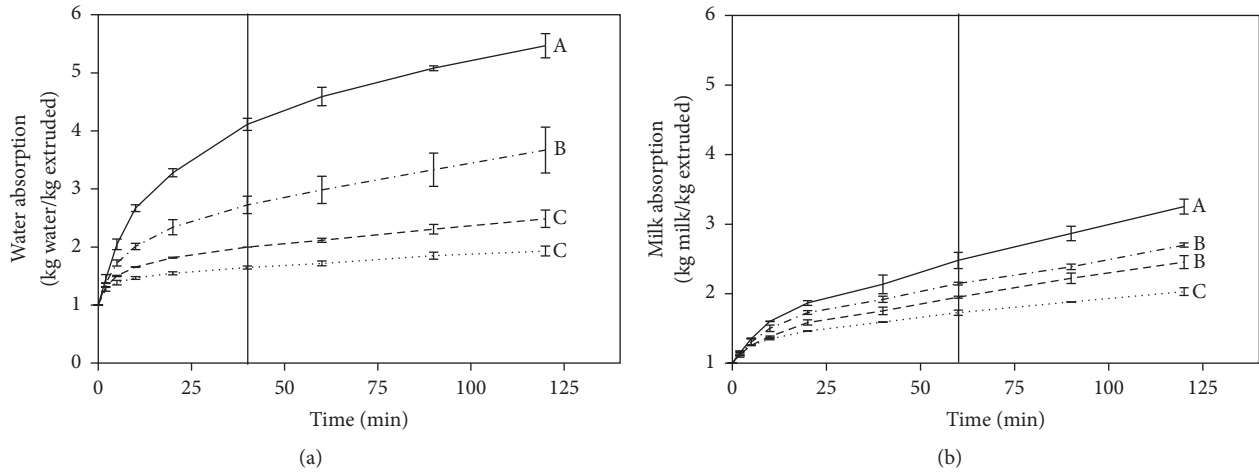 6
5
4
3
2
1
0
Water absorption
(kg water/kg extruded)
A
B
C
C
0 25 50 75 100 125
Time (min)
(a)
6
5
4
3
2
1
Milk absorption
(kg milk/kg extruded)
A
B
B
C
0 25 50 75 100 125
Time (min)
(b)